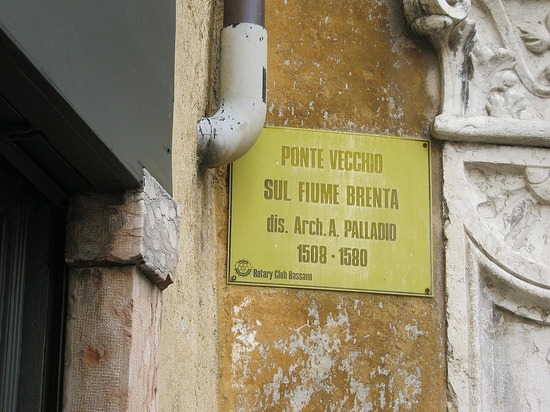 PONTE VECCHIO
SUL FIUME BRENTA
dis. Arch. A. PALLADIO
1508 - 1580
Rotary Club Bassano